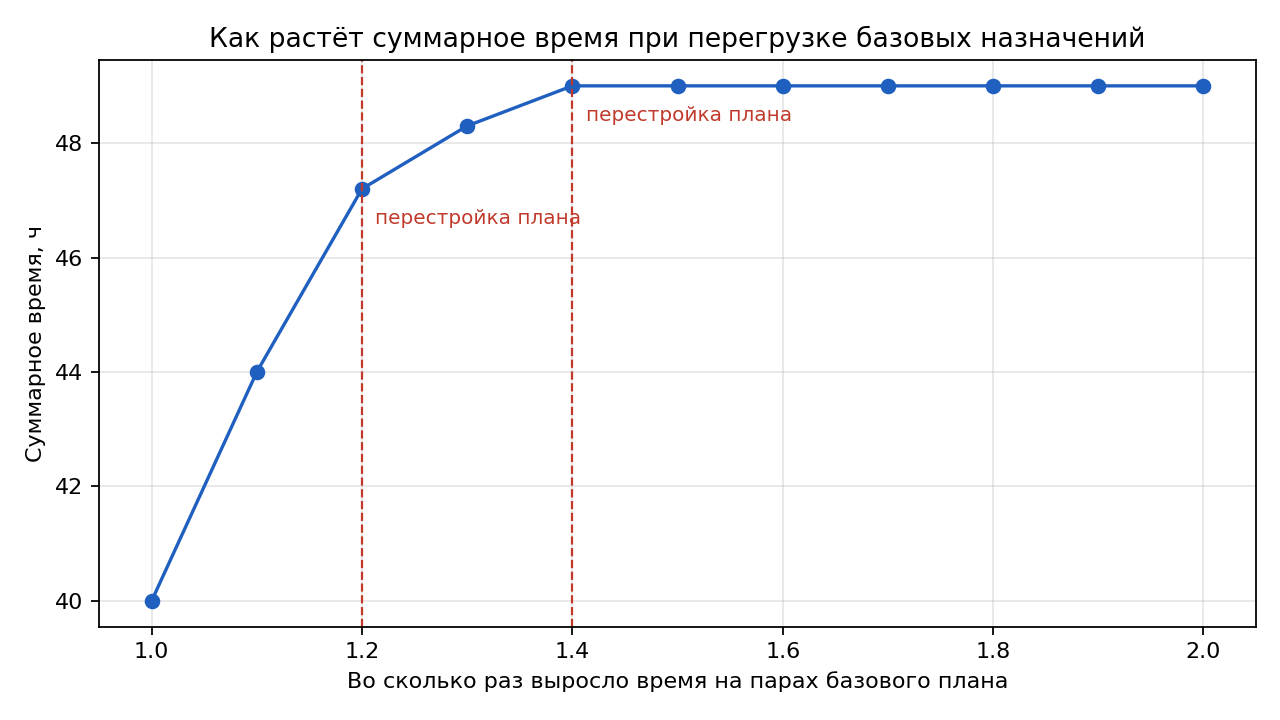 Как растёт суммарное время при перегрузке базовых назначений
Суммарное время, ч
48
46
44
42
40
перестройка плана
перестройка плана
1.0 1.2 1.4 1.6 1.8 2.0
Во сколько раз выросло время на парах базового плана